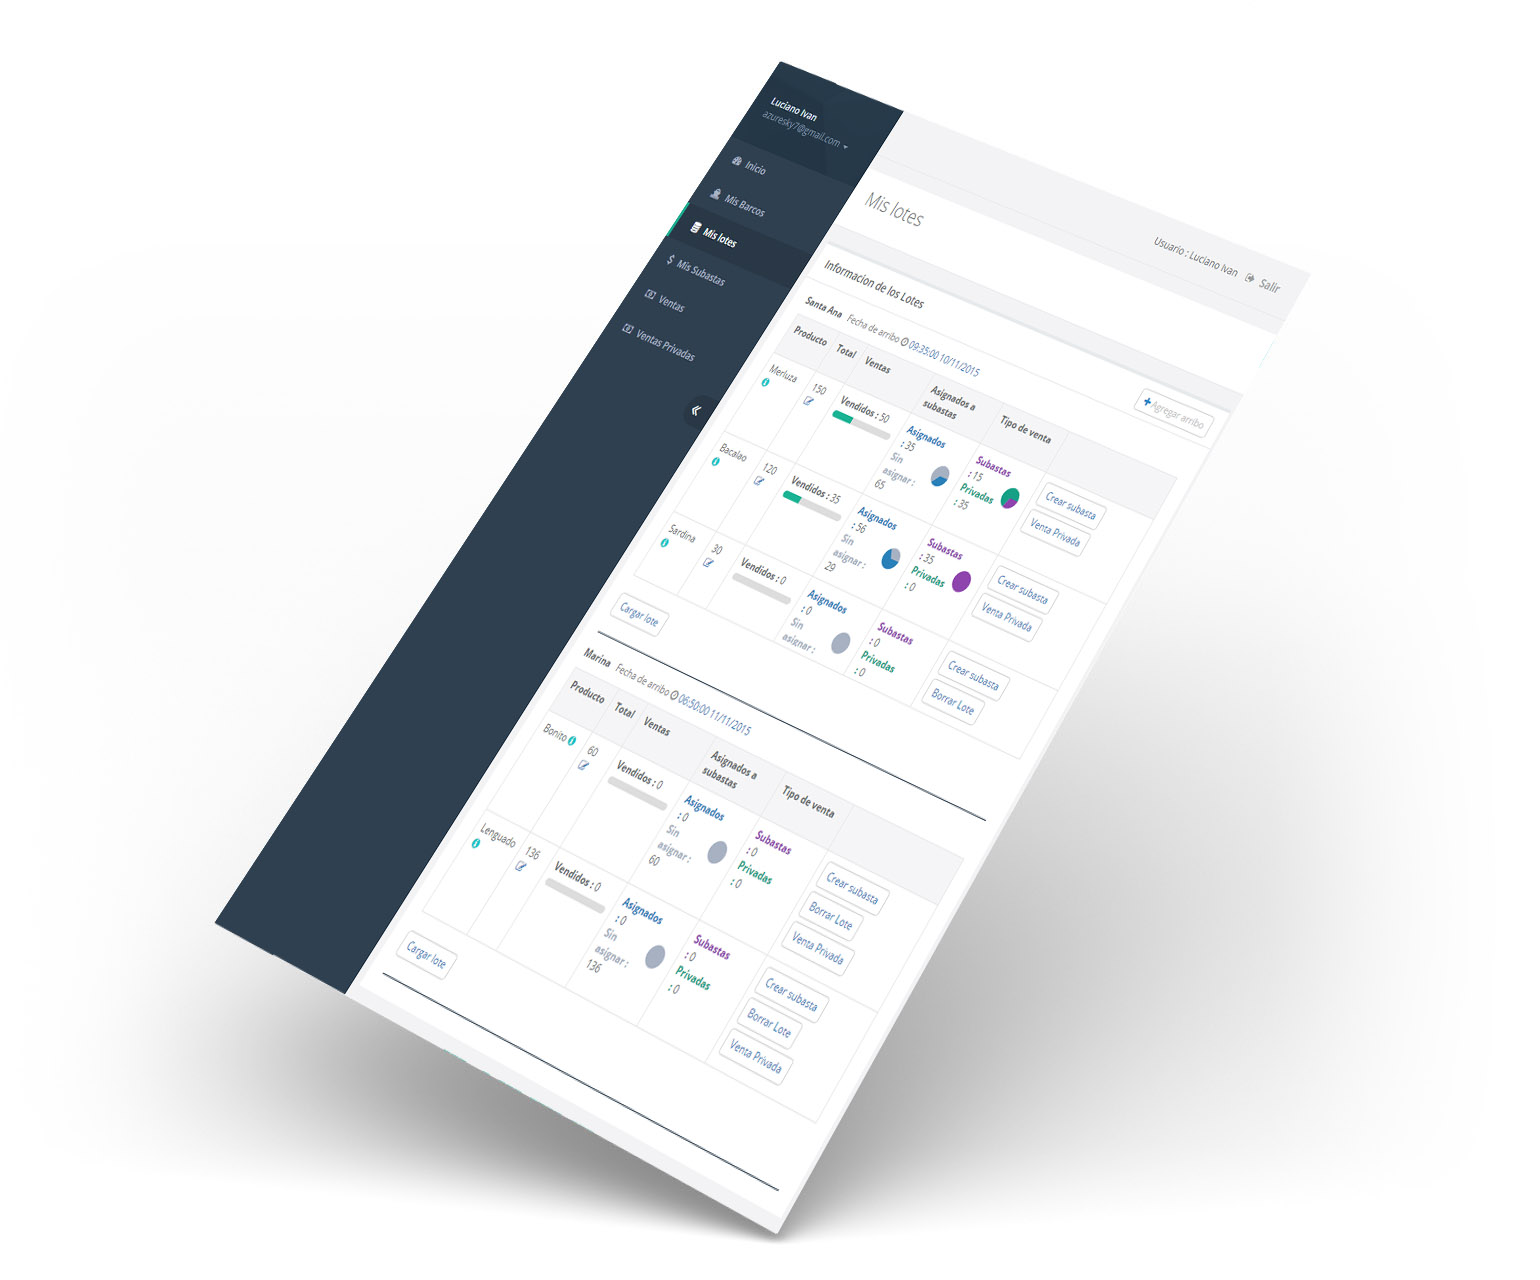 Luciano Ivan
azuresky7@gmail.com
Inicio
Mis Barcos
Mis lotes
Mis Subastas
Ventas
Ventas Privadas
Usuario : Luciano Ivan Salir
Mis lotes
Informacion de los Lotes
Agregar arribo
Santa Ana Fecha de arribo 09:35:00 10/11/2015
Producto Total Ventas Asignados a
subastas Tipo de venta
Merluza
150
Vendidos : 50
Asignados
: 35
Sin
asignar :
65
Subastas
: 15
Privadas
: 35
Crear subasta
Venta Privada
Bacalao
120
Vendidos : 35
Asignados
: 56
Sin
asignar :
29
Subastas
: 35
Privadas
: 0
Crear subasta
Venta Privada
Sardina
30
Vendidos : 0
Asignados
: 0
Sin
asignar :
Subastas
: 0
Privadas
: 0
Crear subasta
Borrar Lote
Cargar lote
Marina Fecha de arribo 06:50:00 11/11/2015
Producto Total Ventas Asignados a
subastas Tipo de venta
Bonito
60
Vendidos : 0
Asignados
: 0
Sin
asignar :
60
Subastas
: 0
Privadas
: 0
Crear subasta
Borrar Lote
Venta Privada
Lenguado
136
Vendidos : 0
Asignados
: 0
Sin
asignar :
136
Subastas
: 0
Privadas
: 0
Crear subasta
Borrar Lote
Venta Privada
Cargar lote